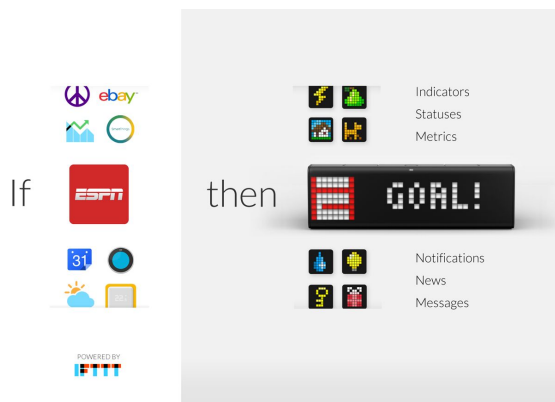 ebay
If
ESPN
then
31
Indicators
Statuses
Metrics
GOAL!
Notifications
News
Messages
POWERED BY
IFTTT